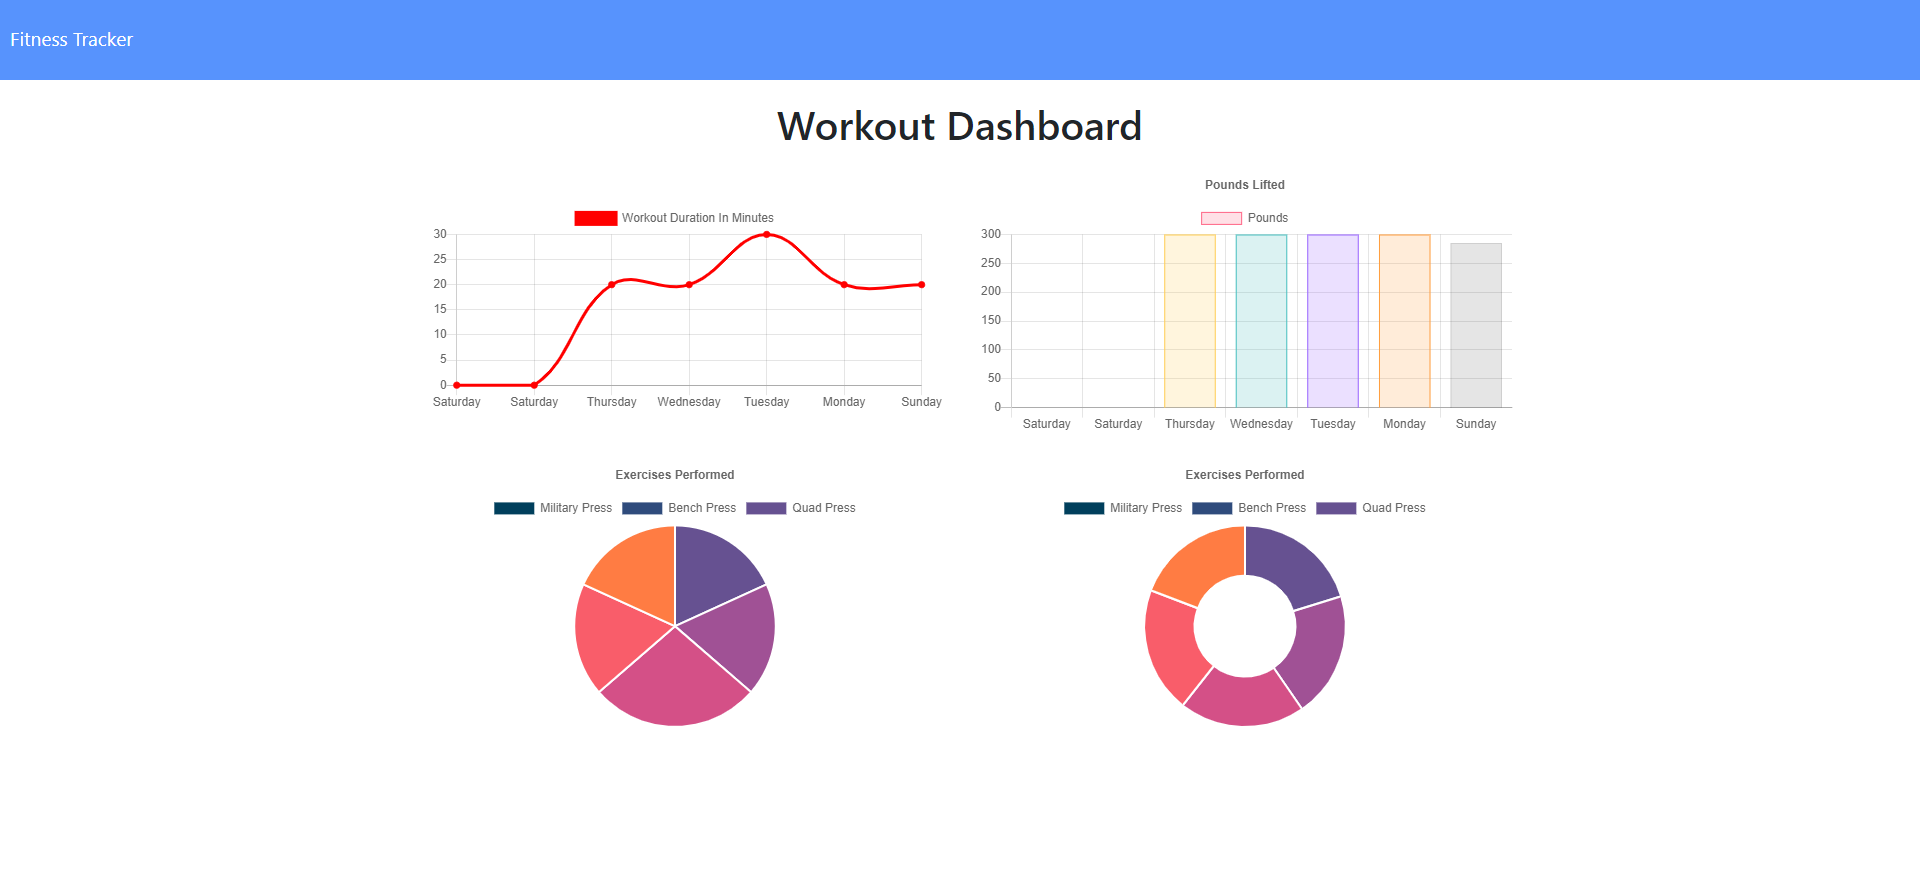 Fitness Tracker
Workout Dashboard
Workout Duration In Minutes
30
25
20
15
10
5
0
Saturday Saturday Thursday Wednesday Tuesday Monday Sunday
Pounds Lifted
Pounds
300
250
200
150
100
50
0
Saturday Saturday Thursday Wednesday Tuesday Monday Sunday
Exercises Performed
Military Press Bench Press Quad Press
Exercises Performed
Military Press Bench Press Quad Press